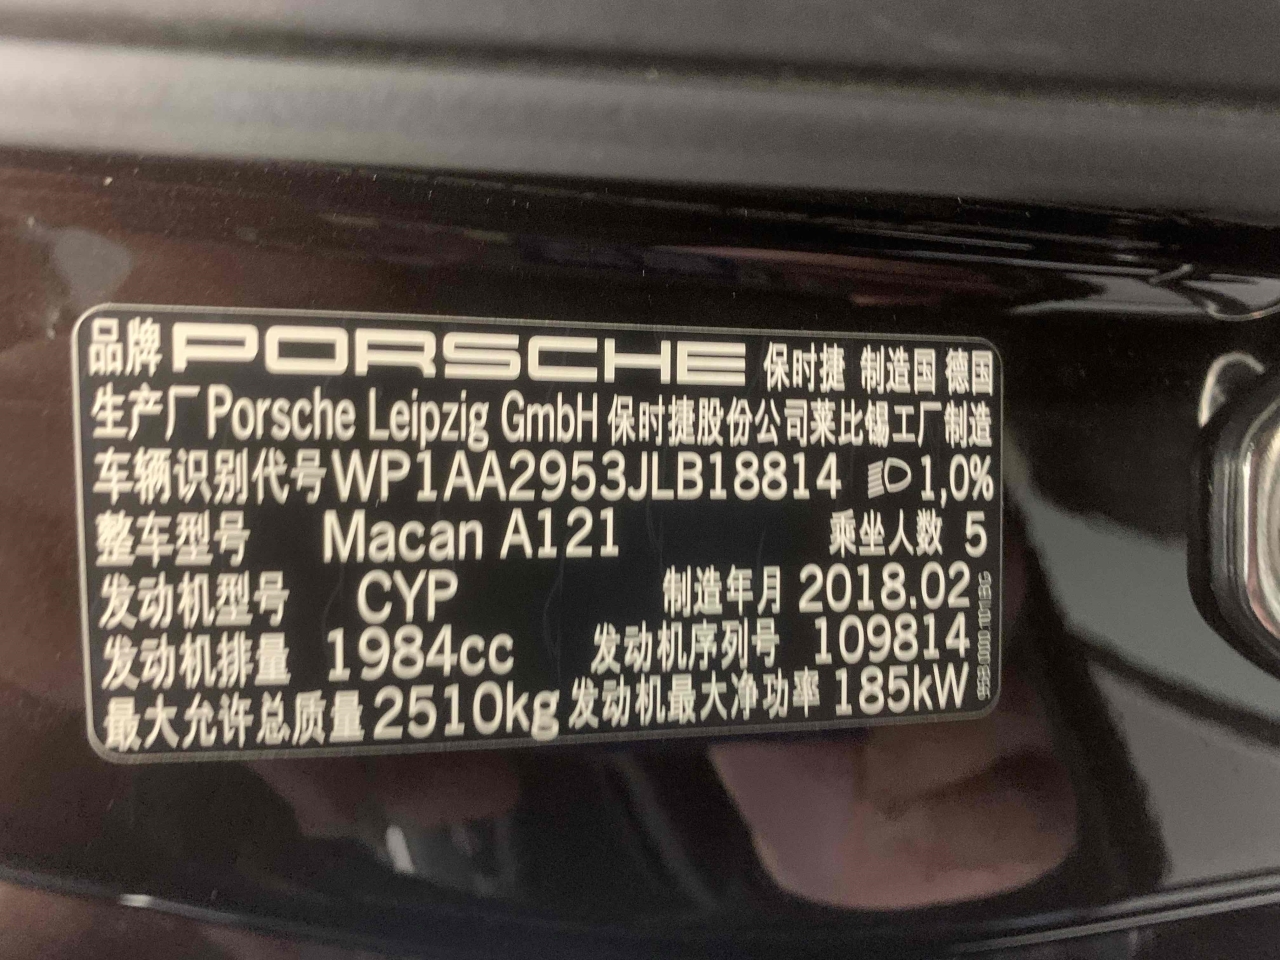 品牌 PORSCHE 保时捷 制造国 德国
生产厂 Porsche Leipzig GmbH 保时捷股份公司莱比锡工厂制造
车辆识别代号 WP1AA2953JLB18814 1,0%
整车型号 Macan A121 乘坐人数 5
发动机型号 CYP 制造年月 2018.02
发动机排量 1984cc 发动机序列号 109814
最大允许总质量 2510kg 发动机最大净功率 185kW